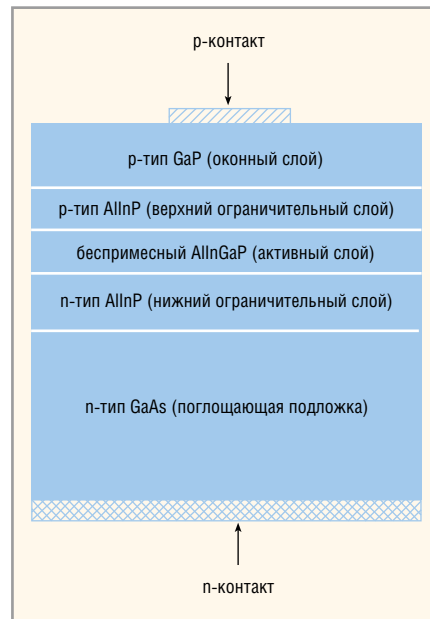 p-контакт
p-тип GaP (оконный слой)
p-тип AlInP (верхний ограничительный слой)
беспримесный AlInGaP (активный слой)
n-тип AlInP (нижний ограничительный слой)
n-тип GaAs (поглощающая подложка)
n-контакт